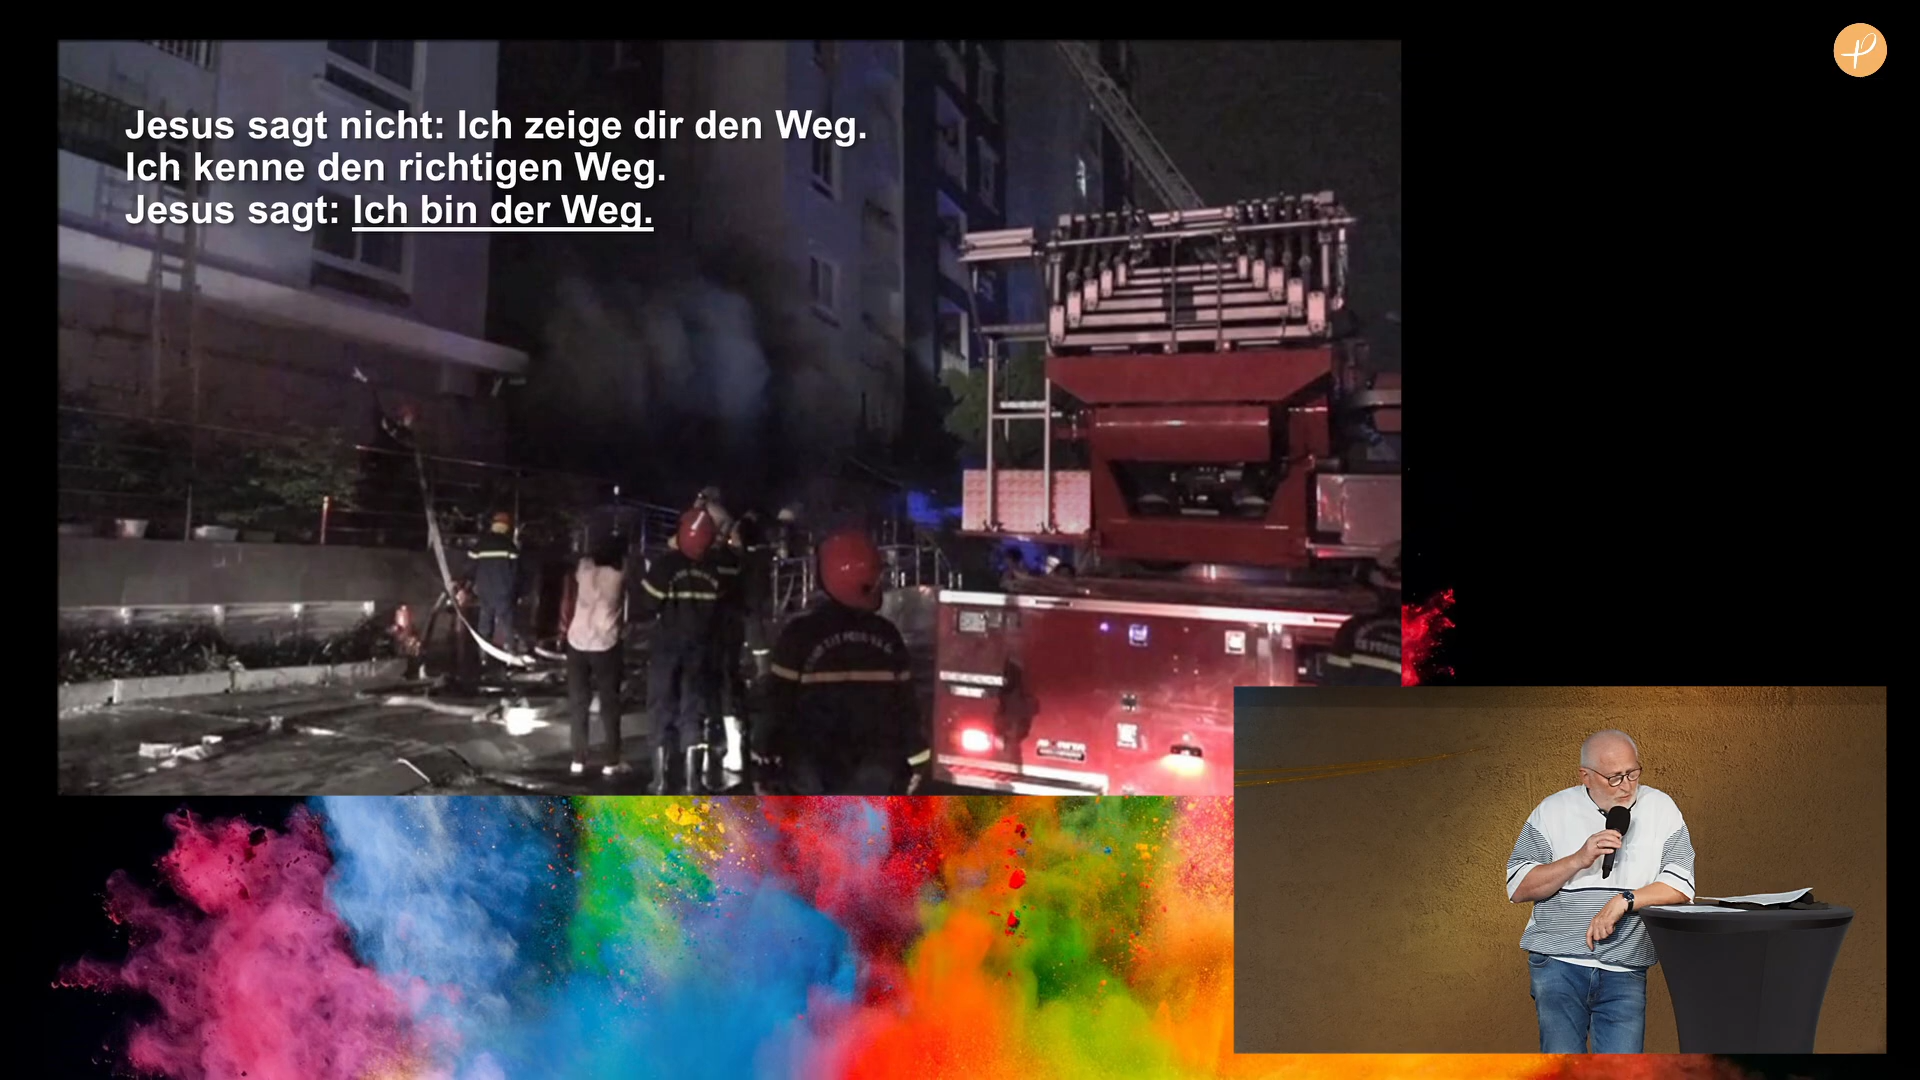 Jesus sagt nicht: Ich zeige dir den Weg.
Ich kenne den richtigen Weg.
Jesus sagt: Ich bin der Weg.